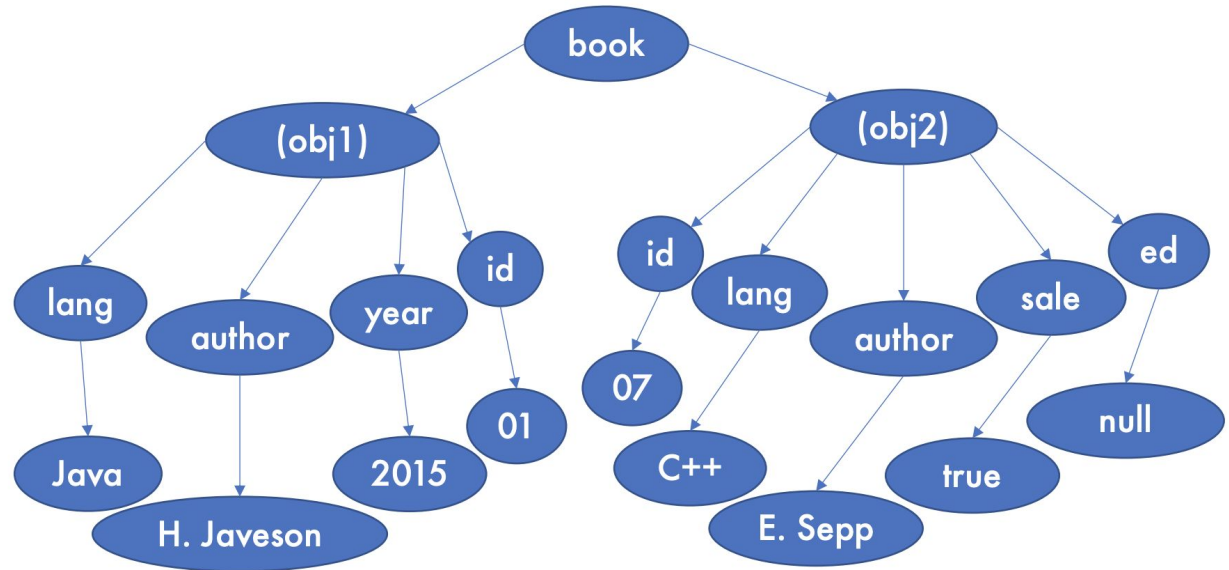 book
(obj1)
(obj2)
lang
author
year
id
id
lang
author
sale
ed
Java
H. Javeson
2015
01
07
C++
E. Sepp
true
null